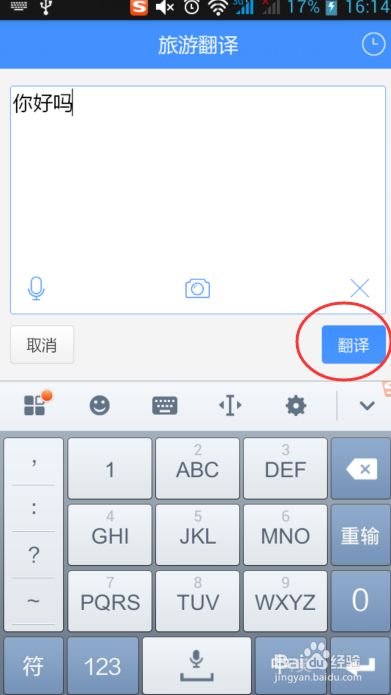 17% 16:14
旅游翻译
你好吗
取消 翻译
, 1 2 ABC 3 DEF
: 4 GHI 5 JKL 6 MNO 重输
? 7 PQRS 8 TUV 9 WXYZ 0
~
符 123
Baidu 经验
jingyan.baidu.com